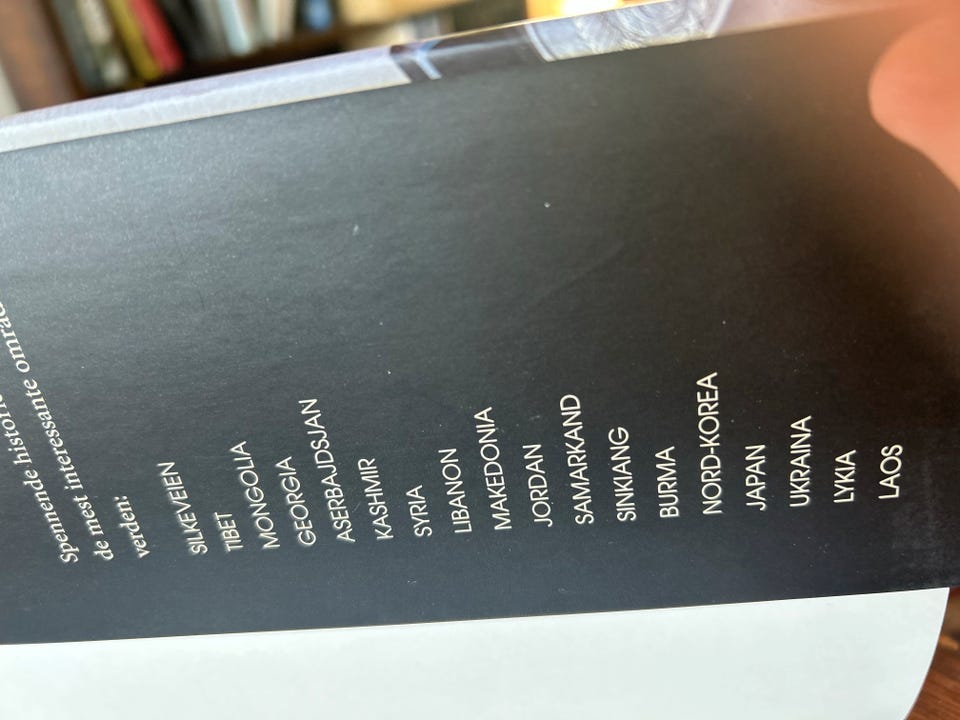 Spennende histori
de mest interessante områd
verden:
SILKEVEIEN
TIBET
MONGOLIA
GEORGIA
ASERBAJDSJAN
KASHMIR
SYRIA
LIBANON
MAKEDONIA
JORDAN
SAMARKAND
SINKIANG
BURMA
NORD-KOREA
JAPAN
UKRAINA
LYKIA
LAOS